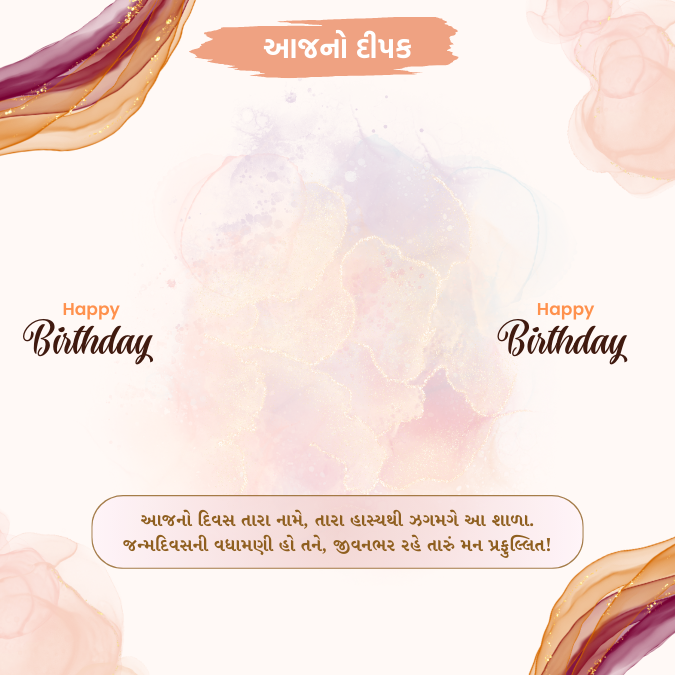 આજનો દીપક
Happy
Birthday
Happy
Birthday
આજનો દિવસ તારા નામે, તારા હાસ્યથી ઝગમગે આ શાળા.
જન્મદિવસની વધામણી હો તને, જીવનભર રહે તારું મન પ્રફુલ્લિત!